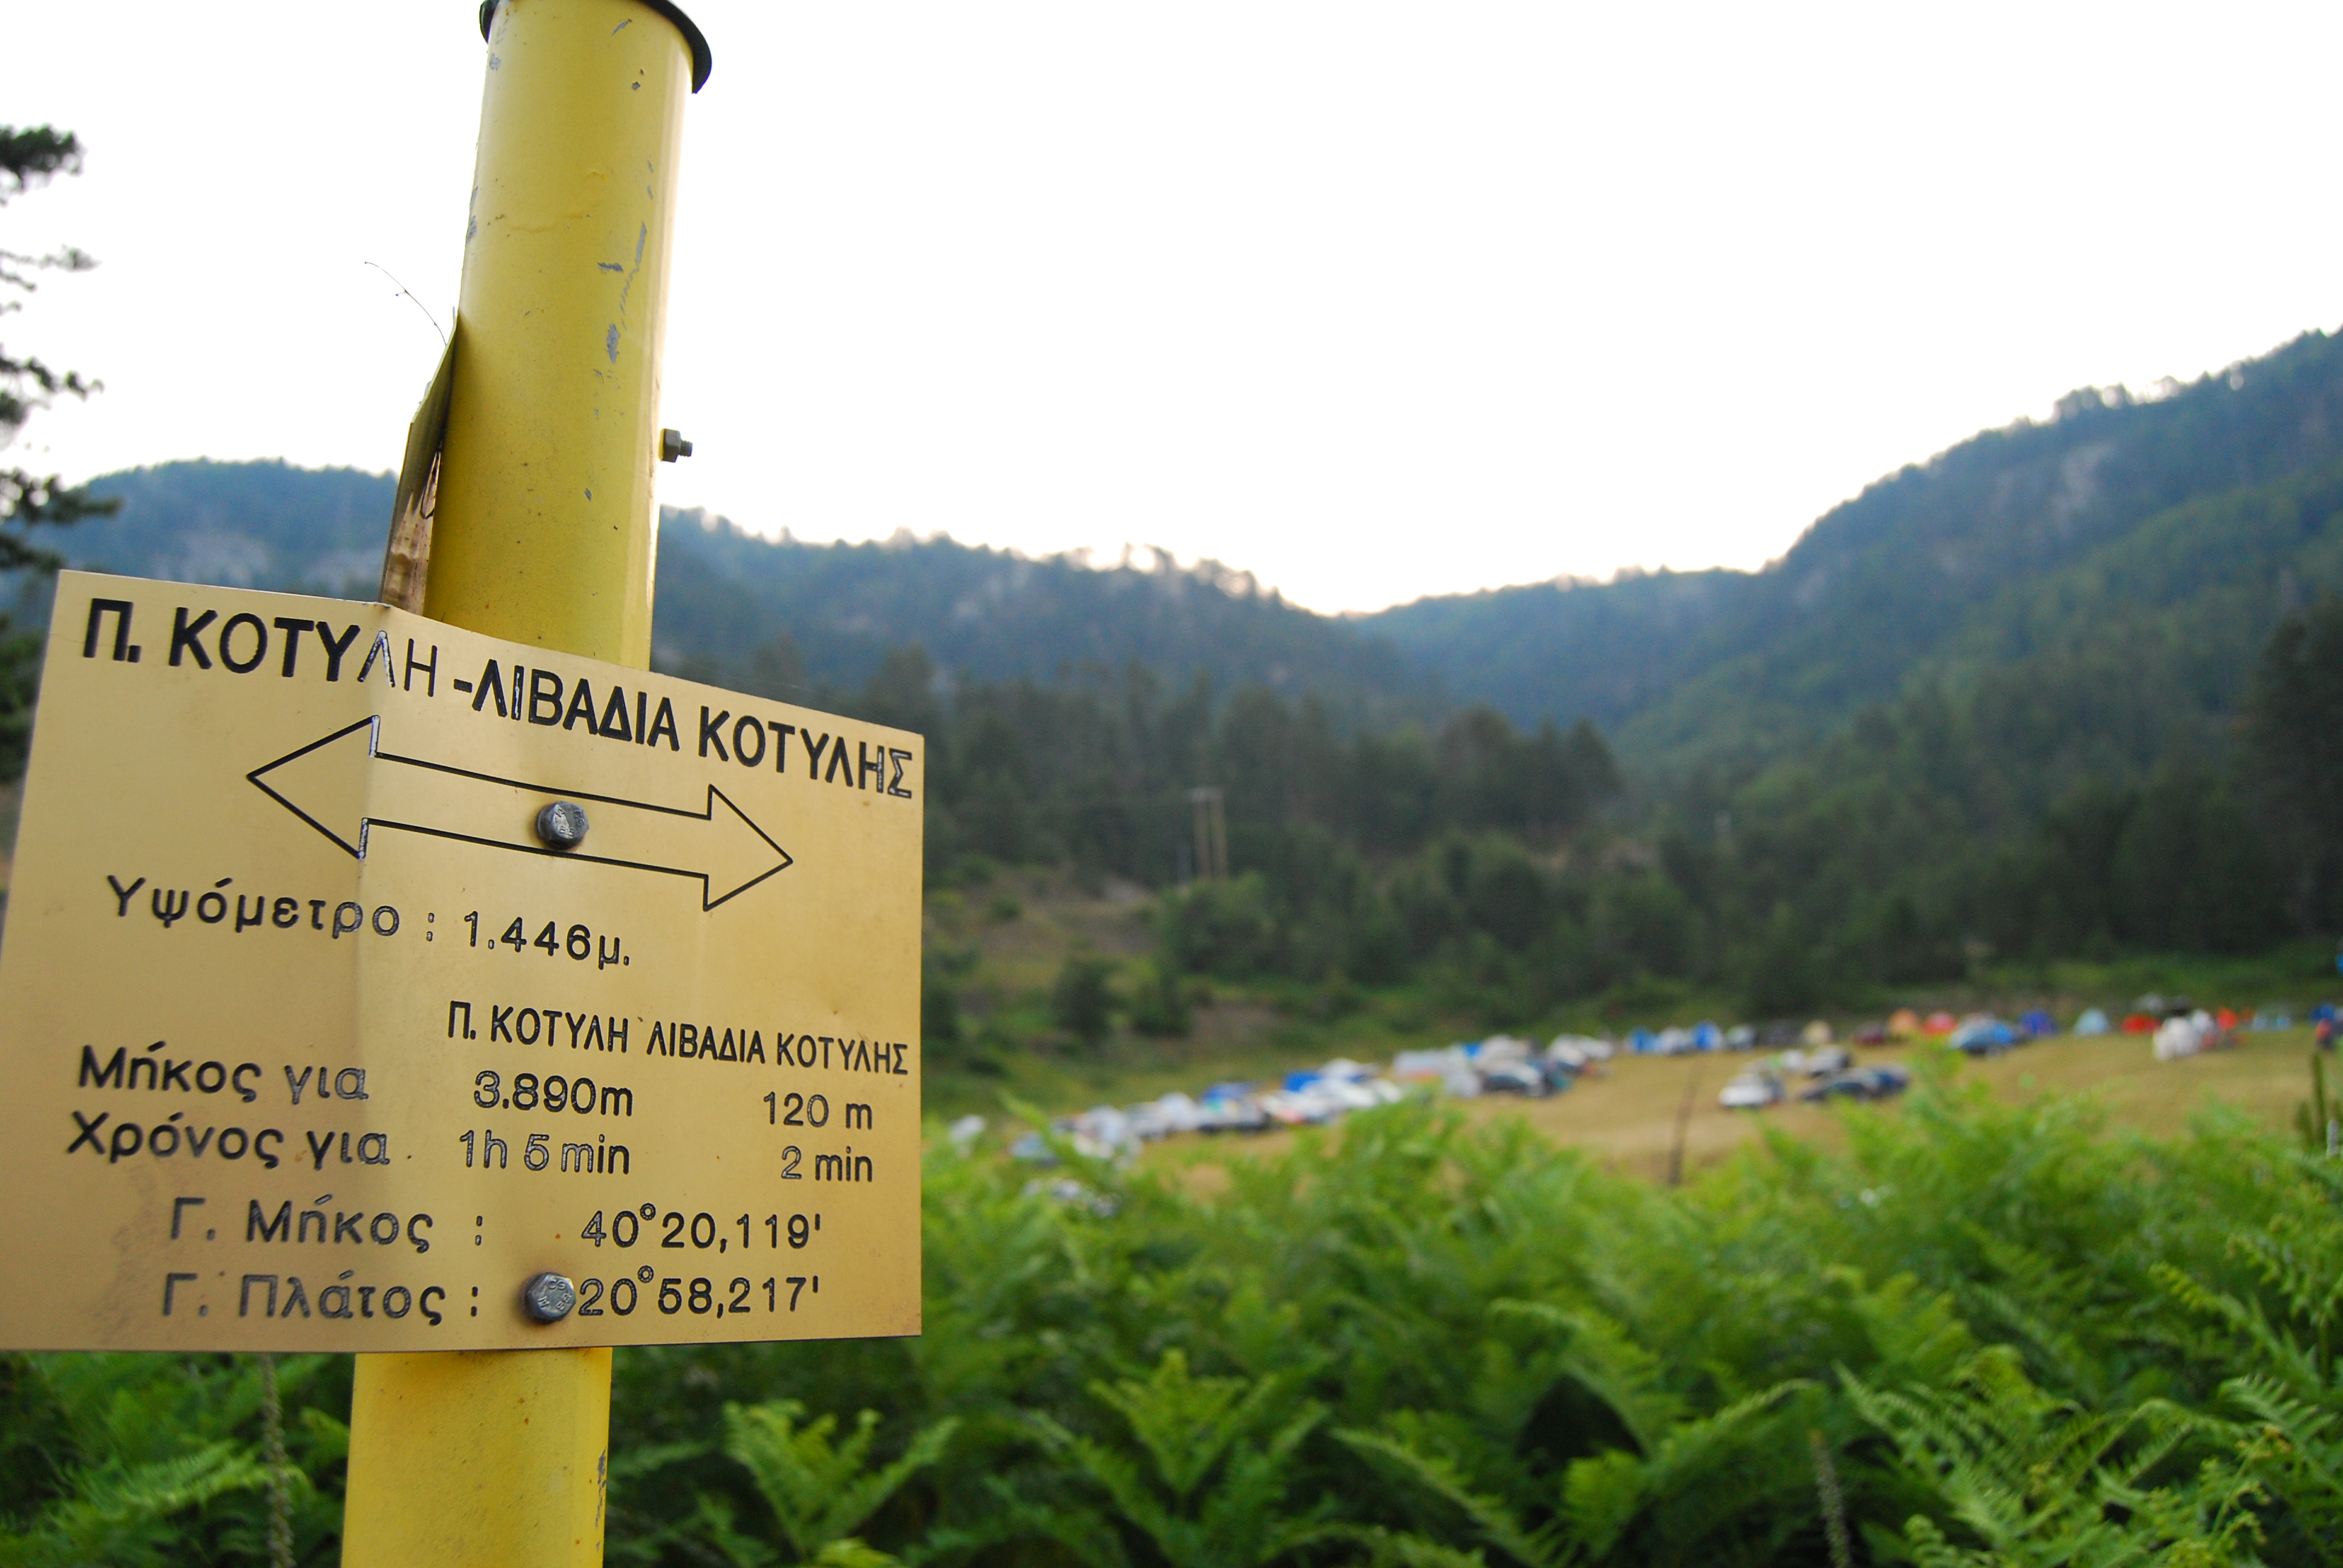 Π. ΚΟΤΥΛΗ -ΛΙΒΑΔΙΑ ΚΟΤΥΛΗΣ
Υψόμετρο : 1.446μ.
Π. ΚΟΤΥΛΗ ΛΙΒΑΔΙΑ ΚΟΤΥΛΗΣ
Μήκος για 3.890m 120 m
Χρόνος για 1h 5 min 2 min
Γ. Μήκος : 40°20,119'
Γ. Πλάτος : 20°58,217'